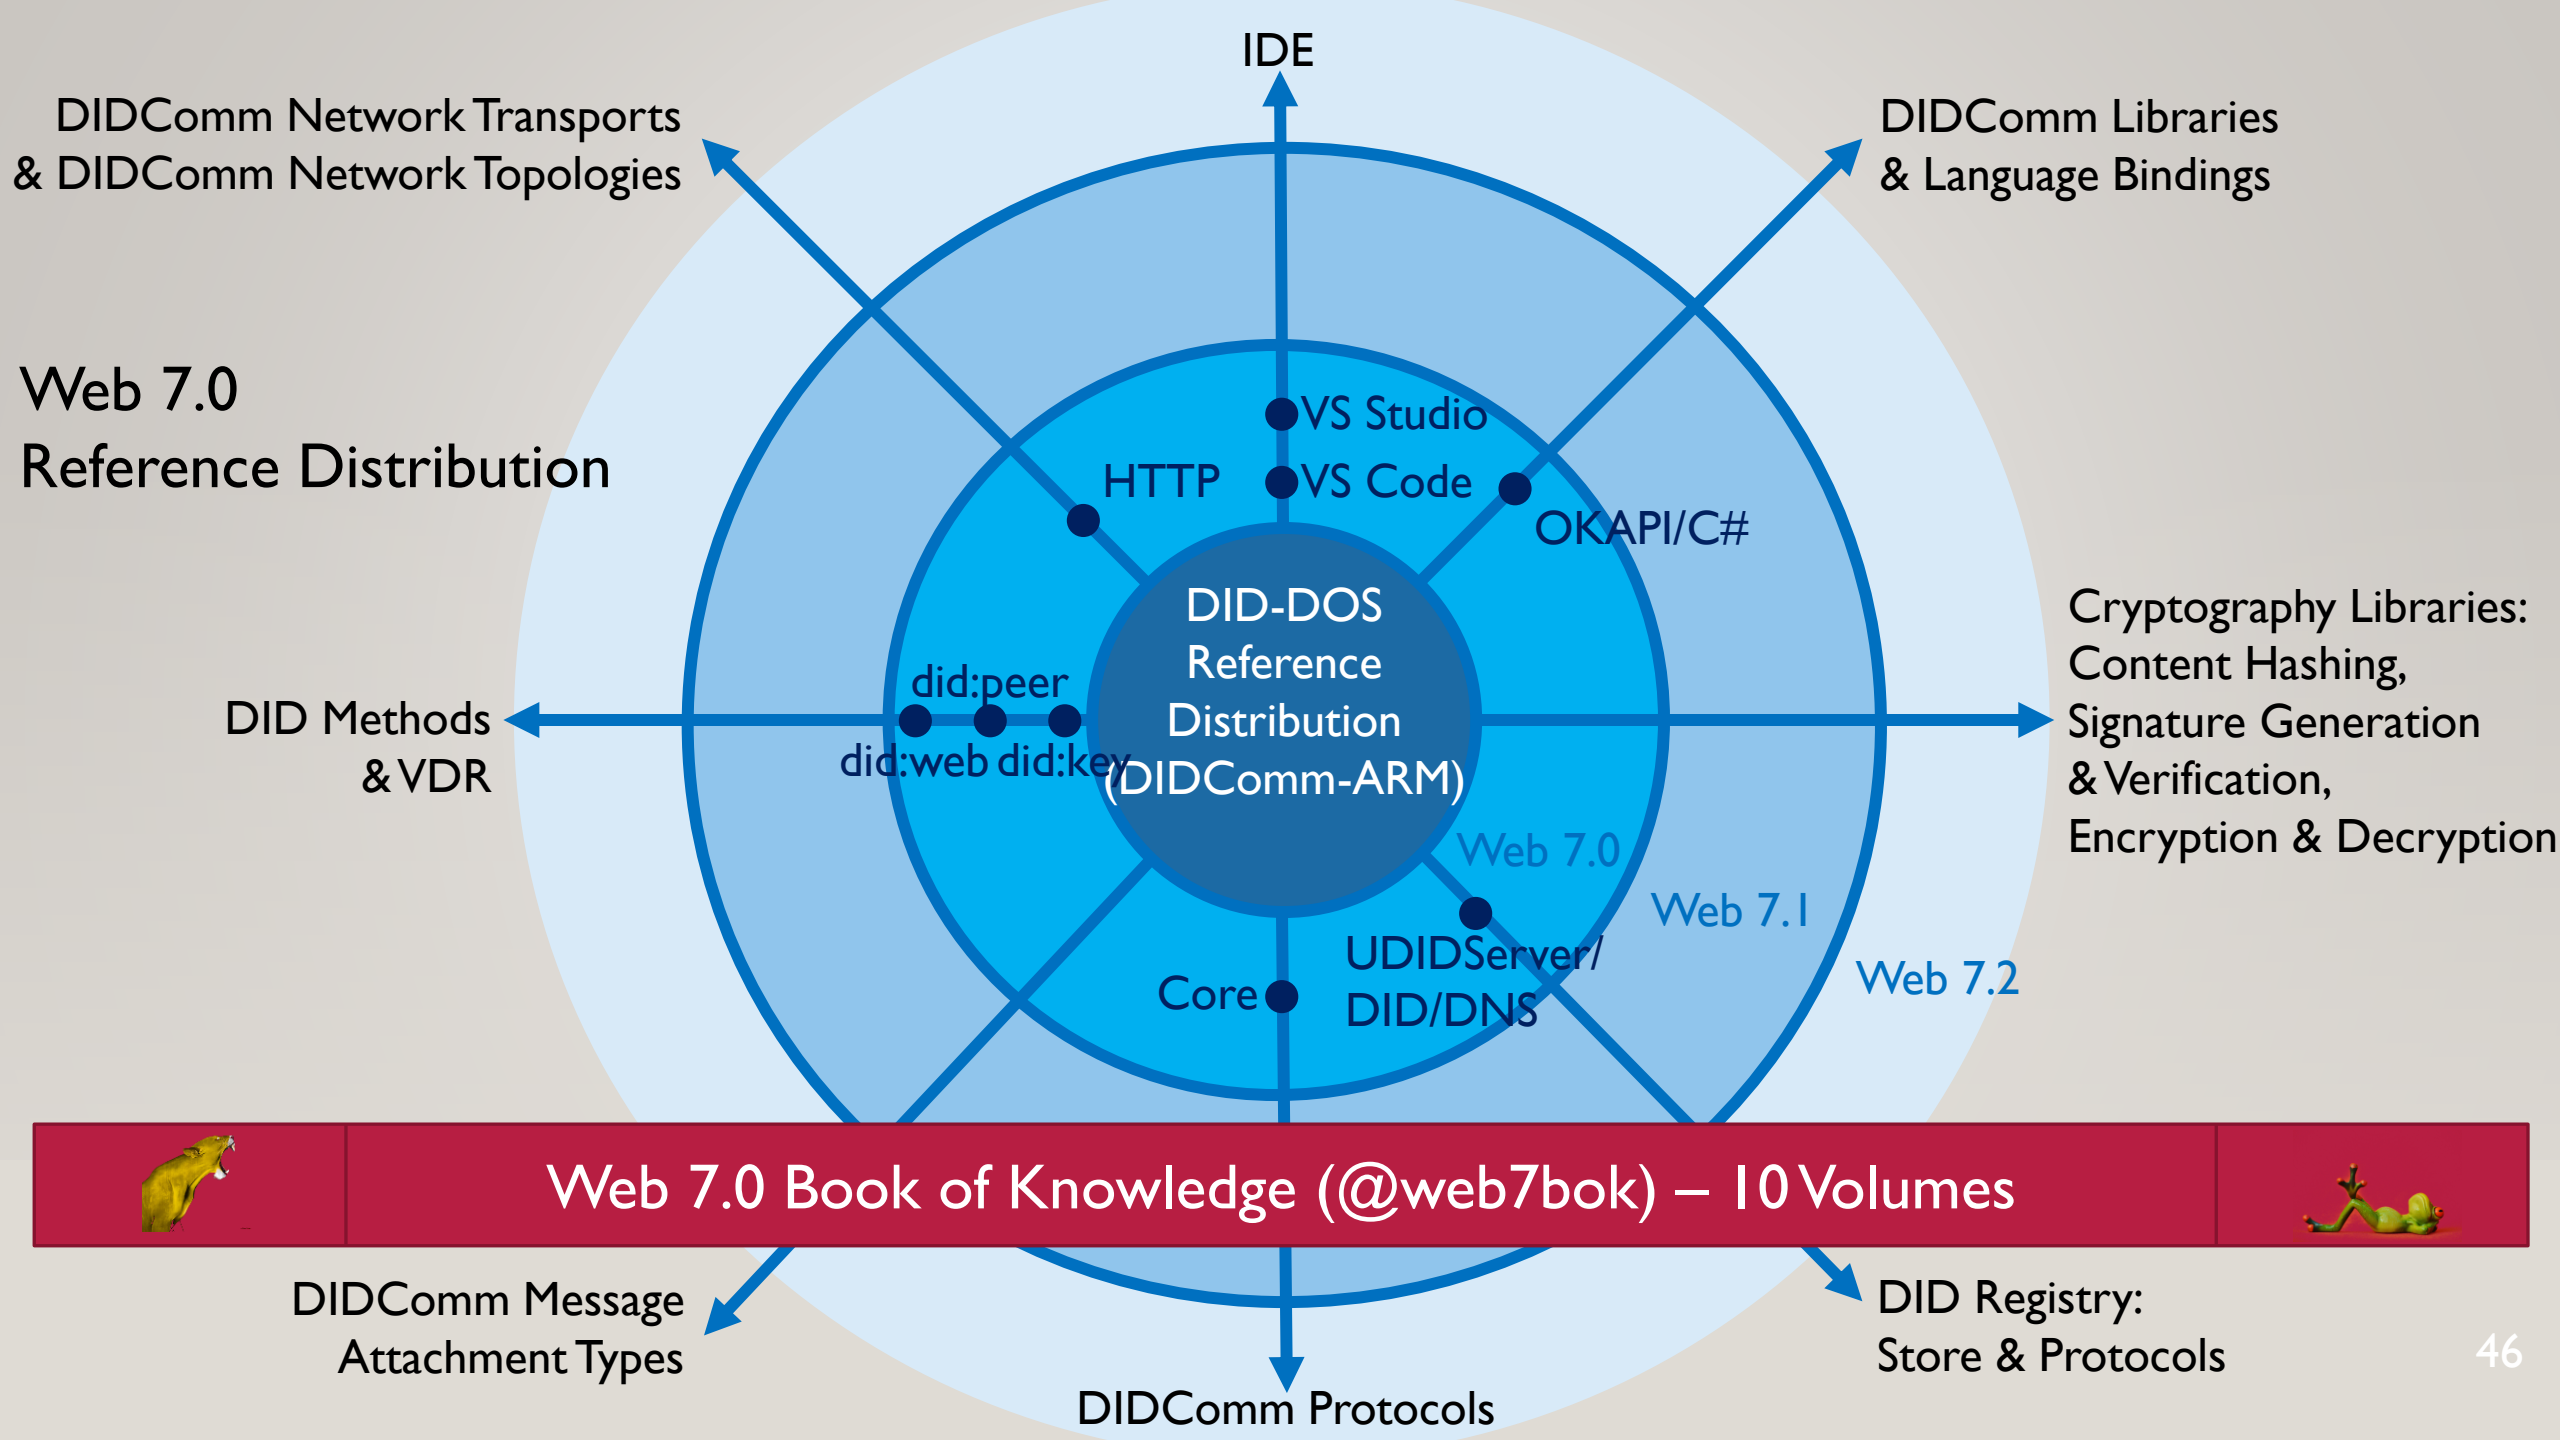 IDE
DIDComm Network Transports
& DIDComm Network Topologies
DIDComm Libraries
& Language Bindings
Web 7.0
Reference Distribution
VS Studio
HTTP
VS Code
OKAPI/C#
DID-DOS
Reference
Distribution
(DIDComm-ARM)
Cryptography Libraries:
Content Hashing,
Signature Generation
& Verification,
Encryption & Decryption
did:peer
did:web did:key
DID Methods
& VDR
Web 7.0
Web 7.1
Web 7.2
UDIDServer/
DID/DNS
Core
Web 7.0 Book of Knowledge (@web7bok) – 10 Volumes
DIDComm Message
Attachment Types
DID Registry:
Store & Protocols
46
DIDComm Protocols